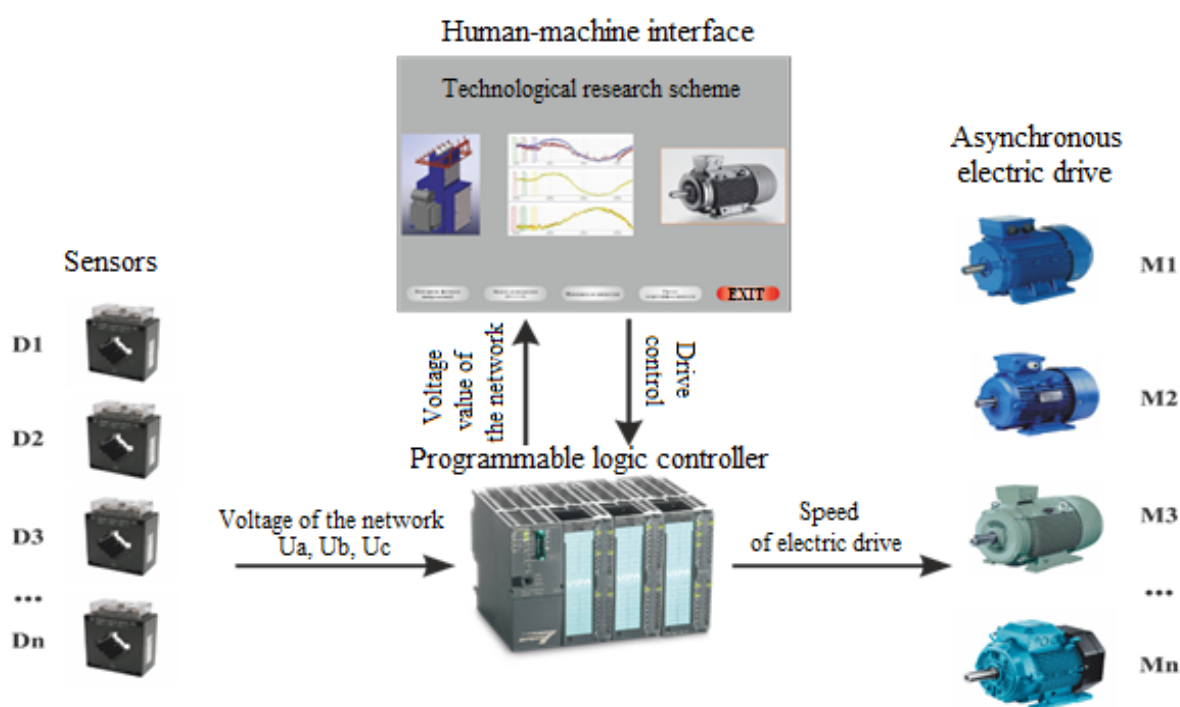 Human-machine interface
Technological research scheme
EXIT
Sensors
D1
D2
D3
...
Dn
Voltage
value of
the network
Drive
control
Programmable logic controller
Voltage of the network
Ua, Ub, Uc
Speed
of electric drive
Asynchronous
electric drive
M1
M2
M3
...
Mn